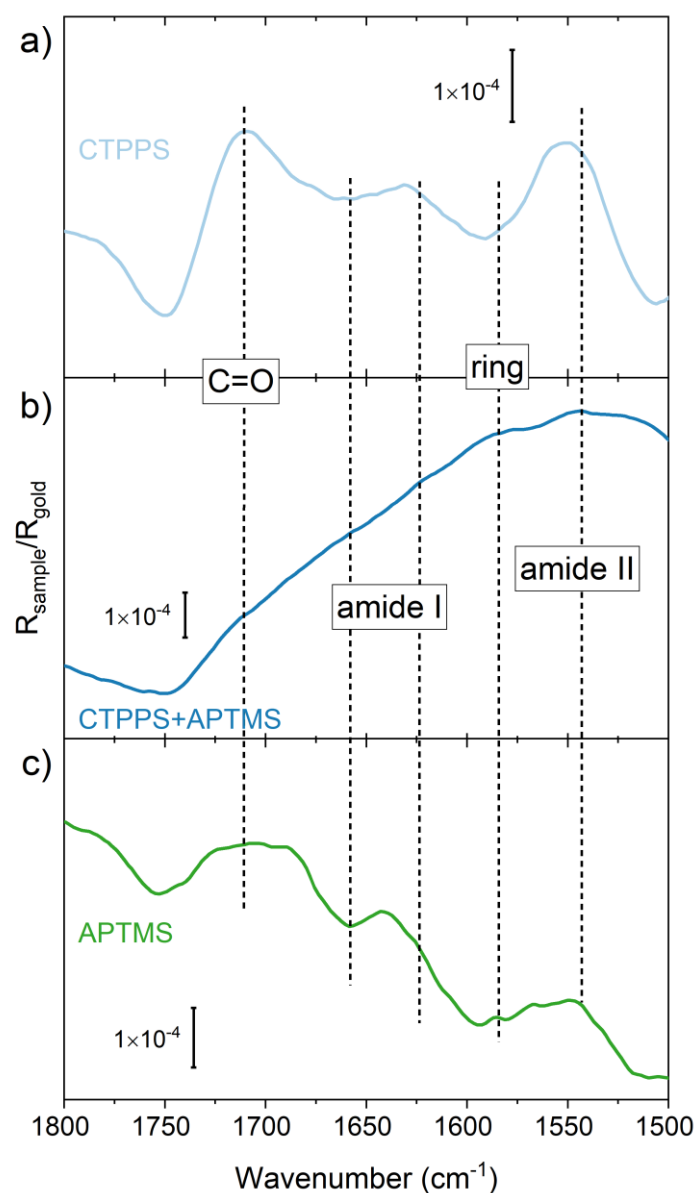 a)
1×10⁻⁴
CTPPS
C=O
ring
b)
amide II
amide I
1×10⁻⁴
CTPPS+APTMS
R_sample/R_gold
c)
APTMS
1×10⁻⁴
1800 1750 1700 1650 1600 1550 1500
Wavenumber (cm⁻¹)